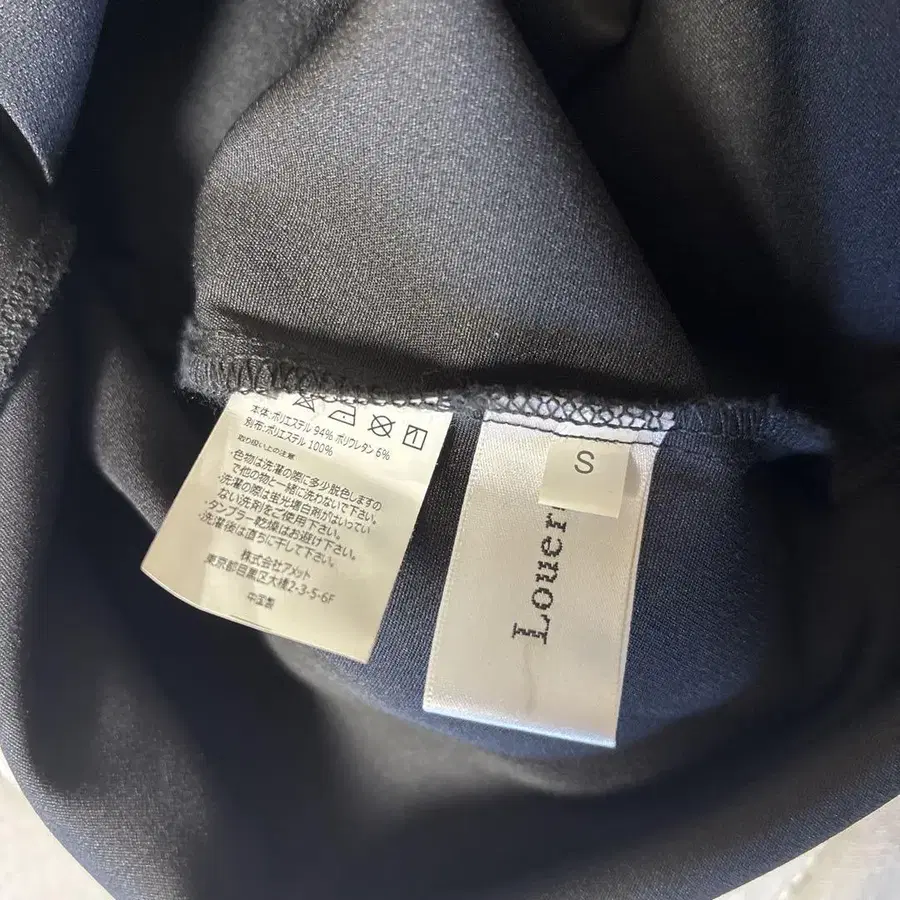 本体:ポリエステル 94% ポリウレタン 6%
別布:ポリエステル 100%
取り扱い上の注意
・色物は洗濯の際に多少脱色しますの
で他の物と一緒に洗わないで下さい。
・洗濯の際は蛍光増白剤がはいってい
ない洗剤をご使用下さい。
・タンブラー乾燥はお避け下さい。
・洗濯後は直ちに干して下さい。
株式会社アメット
東京都目黒区大橋2-3-5-6F
中国製
S
Louer